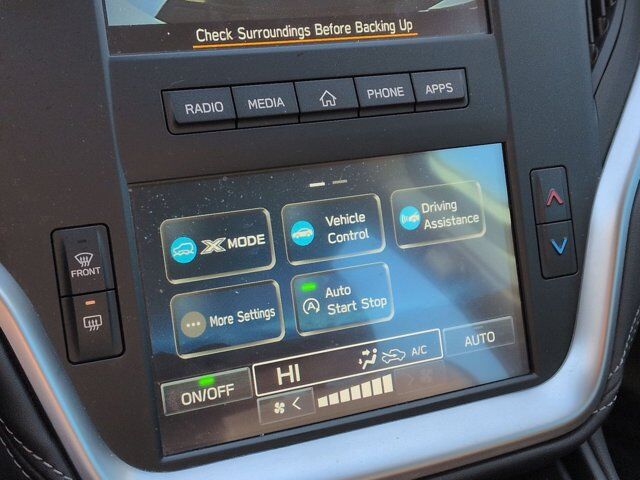 Check Surroundings Before Backing Up
RADIO MEDIA PHONE APPS
X MODE
Vehicle
Control
Driving
Assistance
FRONT
More Settings
A
Auto
Start Stop
HI
A/C
AUTO
ON/OFF